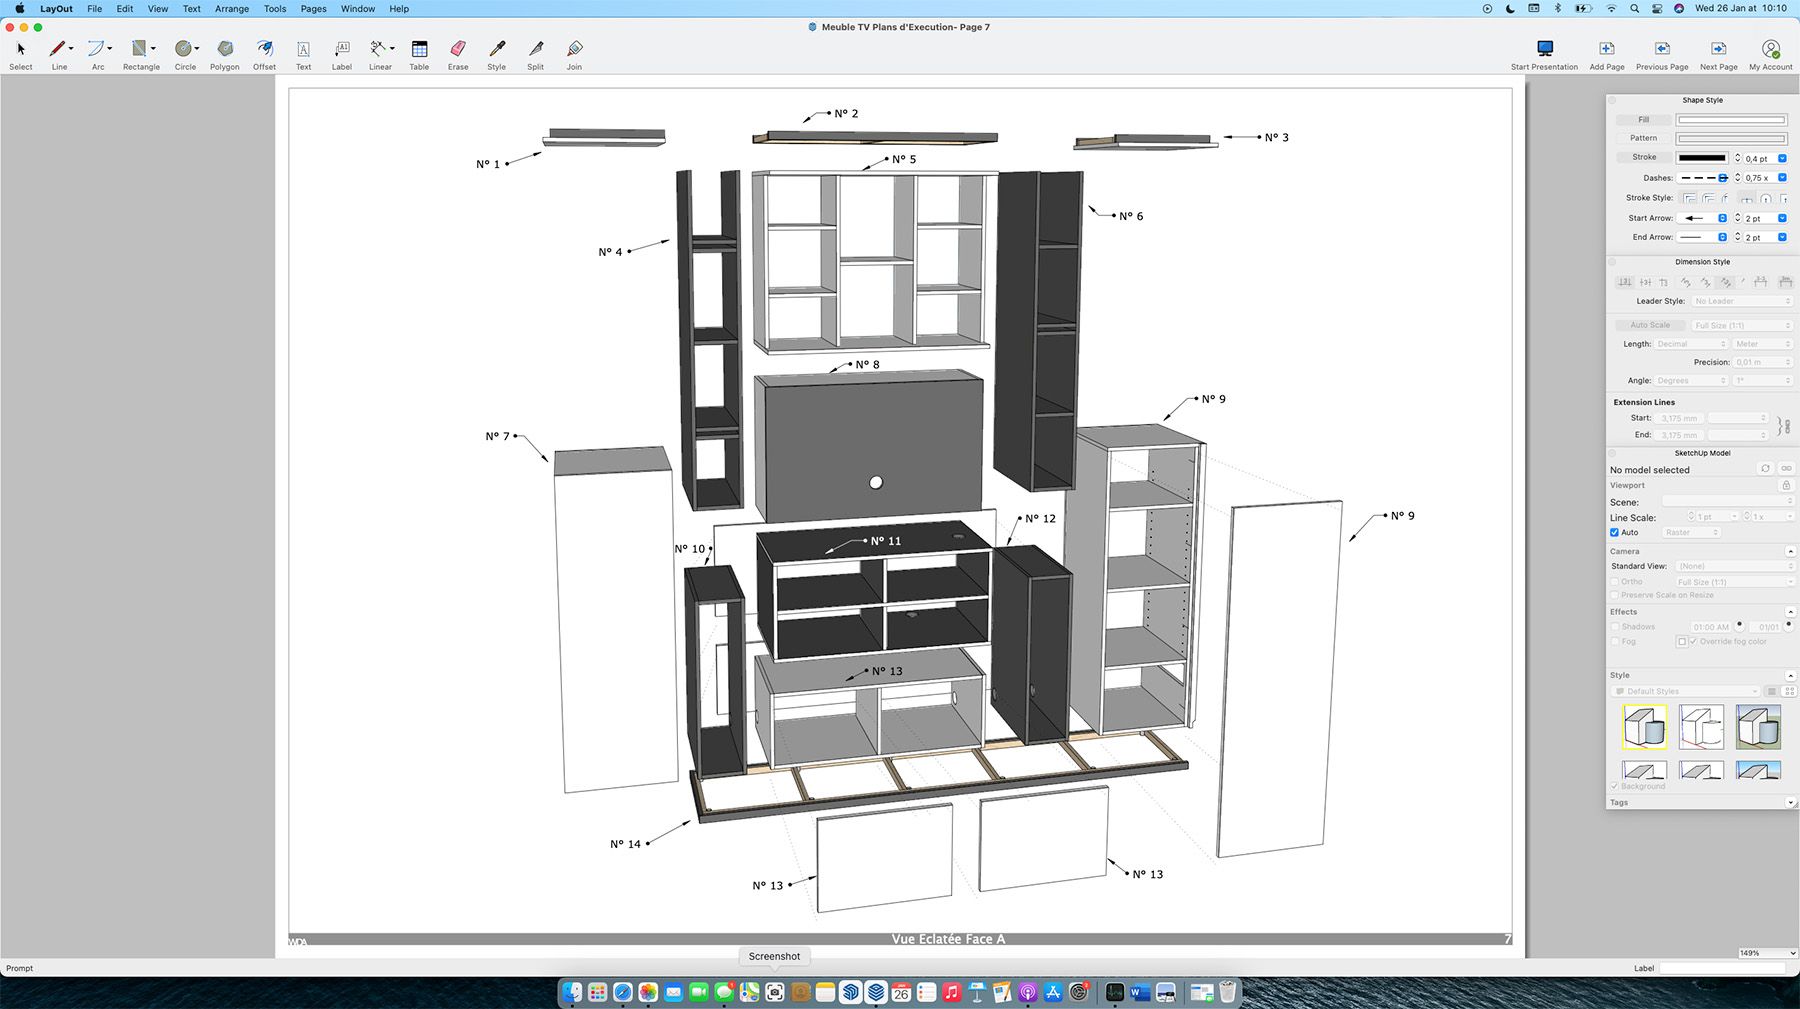 LayOut File Edit View Text Arrange Tools Pages Window Help
Wed 26 Jan at 10:10
Meuble TV Plans d'Execution- Page 7
Select Line Arc Rectangle Circle Polygon Offset Text Label Linear Table Erase Style Split Join
Start Presentation Add Page Previous Page Next Page My Account
N° 1
N° 2
N° 3
N° 4
N° 5
N° 6
N° 7
N° 8
N° 9
N° 9
N° 10
N° 11
N° 12
N° 13
N° 14
N° 13
N° 13
Vue Eclatée Face A
7
Shape Style
Fill
Pattern
Stroke 0,4 pt
Dashes: 0,75 x
Stroke Style:
Start Arrow: 2 pt
End Arrow: 2 pt
Dimension Style
Leader Style: No Leader
Auto Scale Full Size (1:1)
Length: Decimal Meter
Precision: 0,01 m
Angle: Degrees 1°
Extension Lines
Start: 3,175 mm
End: 3,175 mm
SketchUp Model
No model selected
Viewport
Scene:
Line Scale: 1 pt 1 x
Auto Raster
Camera
Standard View: (None)
Ortho Full Size (1:1)
Preserve Scale on Resize
Effects
Shadows 01:00 AM 01/01
Fog Override fog color
Style
Default Styles
Background
Tags
149%
Screenshot
Prompt
Label
26